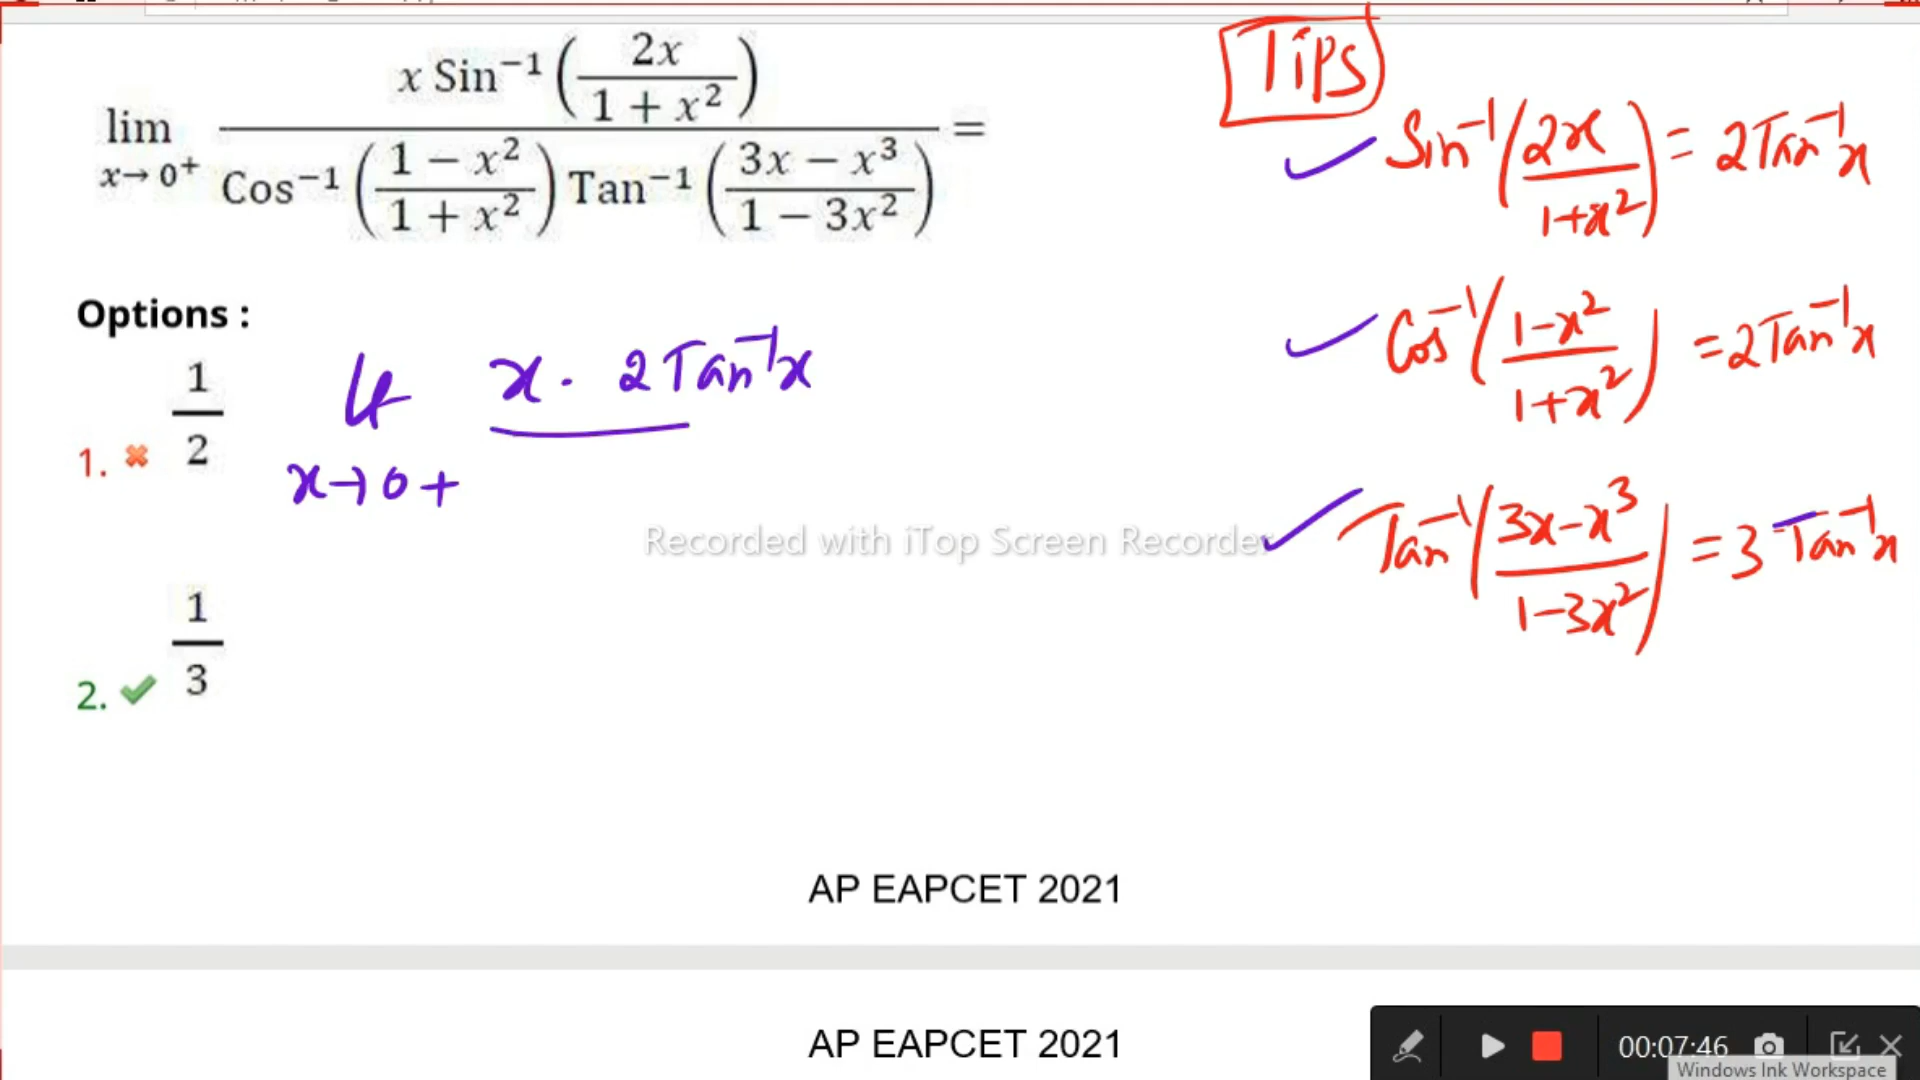 lim x→0⁺ x Sin⁻¹(2x/(1 + x²)) / (Cos⁻¹((1 − x²)/(1 + x²)) Tan⁻¹((3x − x³)/(1 − 3x²))) =
Options :
1. ✖ 1/2
2. ✔ 1/3
Lt x→0+ x. 2Tan⁻¹x
Tips
✓ Sin⁻¹(2x/(1+x²)) = 2Tan⁻¹x
✓ Cos⁻¹((1-x²)/(1+x²)) = 2Tan⁻¹x
✓ Tan⁻¹((3x-x³)/(1-3x²)) = 3 Tan⁻¹x
Recorded with iTop Screen Recorder
AP EAPCET 2021
AP EAPCET 2021
00:07:46
Windows Ink Workspace